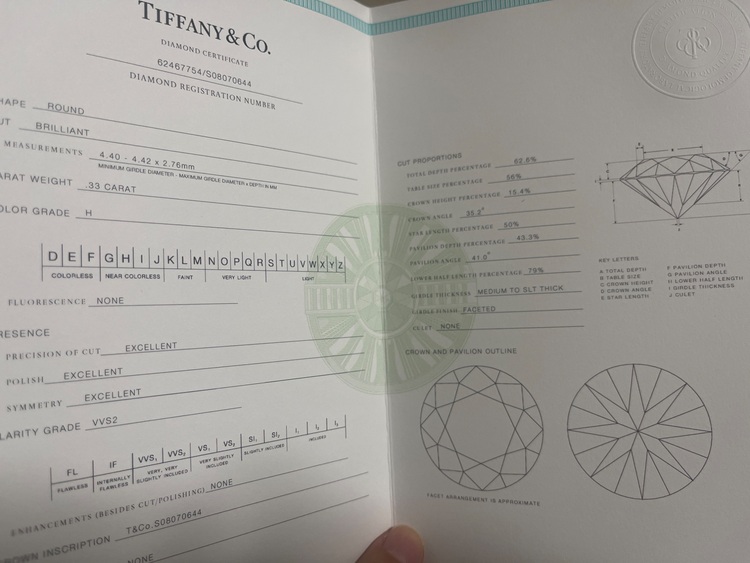 TIFFANY & CO.
DIAMOND CERTIFICATE
62467754/S08070644
DIAMOND REGISTRATION NUMBER
HAPE ROUND
UT BRILLIANT
MEASUREMENTS 4.40 - 4.42 x 2.76mm
MINIMUM GIRDLE DIAMETER - MAXIMUM GIRDLE DIAMETER x DEPTH IN MM
ARAT WEIGHT .33 CARAT
OLOR GRADE H
D E F G H I J K L M N O P Q R S T U V W X Y Z
COLORLESS NEAR COLORLESS FAINT VERY LIGHT LIGHT
FLUORESCENCE NONE
RESENCE
PRECISION OF CUT EXCELLENT
POLISH EXCELLENT
SYMMETRY EXCELLENT
LARITY GRADE VVS2
FL IF VVS1 VVS2 VS1 VS2 SI1 SI2 I1 I2 I3
FLAWLESS INTERNALLY FLAWLESS VERY, VERY SLIGHTLY INCLUDED VERY SLIGHTLY INCLUDED SLIGHTLY INCLUDED INCLUDED
ENHANCEMENTS (BESIDES CUT/POLISHING) NONE
ROWN INSCRIPTION T&Co.S08070644
NONE
CUT PROPORTIONS
TOTAL DEPTH PERCENTAGE 62.6%
TABLE SIZE PERCENTAGE 56%
CROWN HEIGHT PERCENTAGE 15.4%
CROWN ANGLE 35.2°
STAR LENGTH PERCENTAGE 50%
PAVILION DEPTH PERCENTAGE 43.3%
PAVILION ANGLE 41.0°
LOWER HALF LENGTH PERCENTAGE 79%
GIRDLE THICKNESS MEDIUM TO SLT THICK
GIRDLE FINISH FACETED
CULET NONE
KEY LETTERS
A TOTAL DEPTH
B TABLE SIZE
C CROWN HEIGHT
D CROWN ANGLE
E STAR LENGTH
F PAVILION DEPTH
G PAVILION ANGLE
H LOWER HALF LENGTH
I GIRDLE THICKNESS
J CULET
CROWN AND PAVILION OUTLINE
FACET ARRANGEMENT IS APPROXIMATE